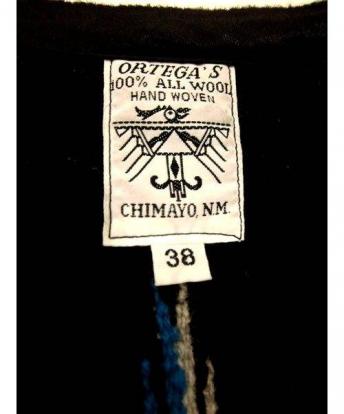 ORTEGA'S
100% ALL WOOL
HAND WOVEN
CHIMAYO, N.M.
38